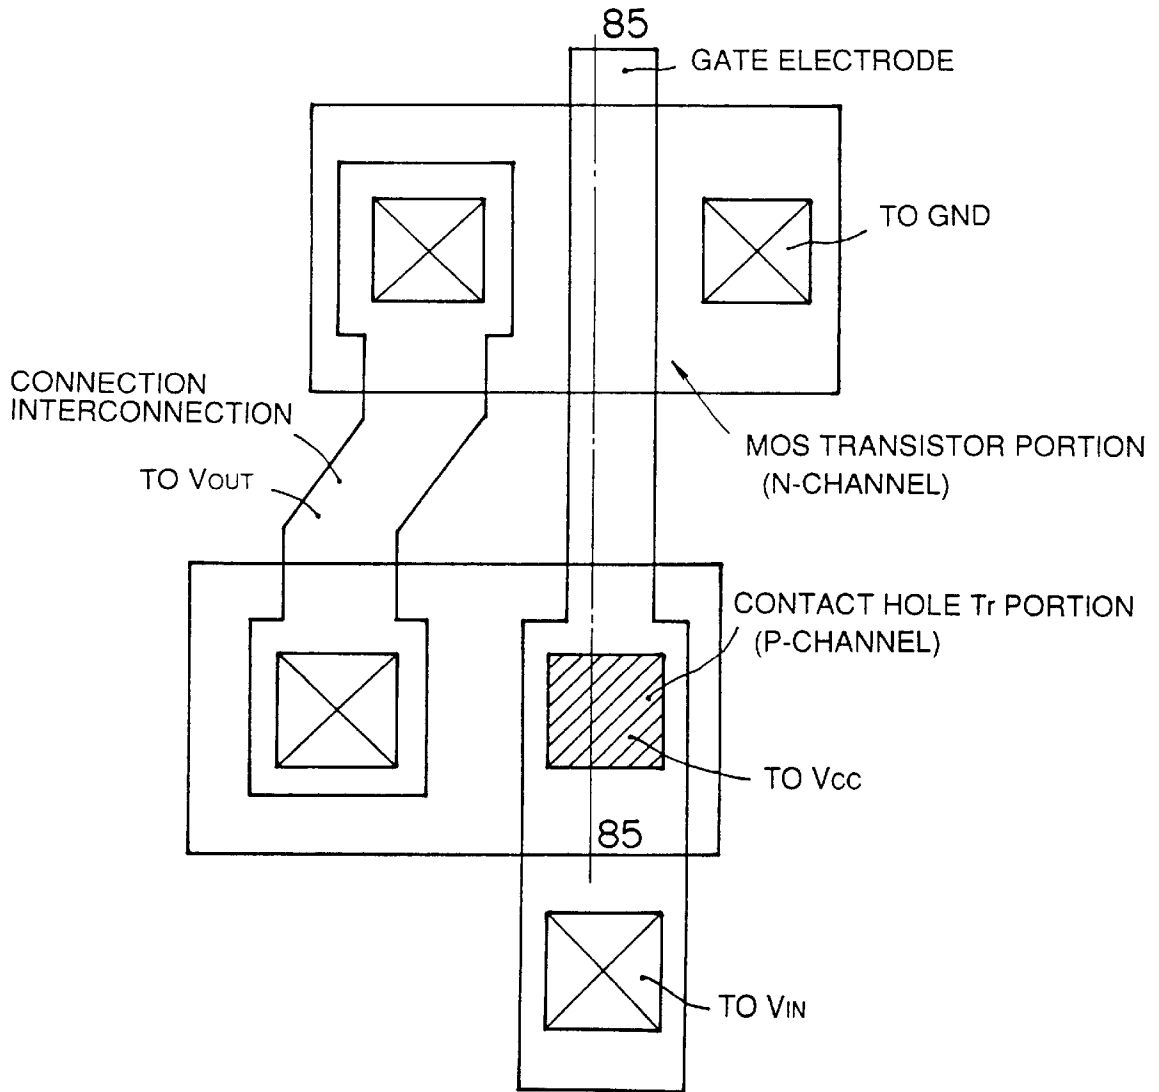 85
GATE ELECTRODE
TO GND
CONNECTION
INTERCONNECTION
TO VOUT
MOS TRANSISTOR PORTION
(N-CHANNEL)
CONTACT HOLE Tr PORTION
(P-CHANNEL)
TO VCC
85
TO VIN